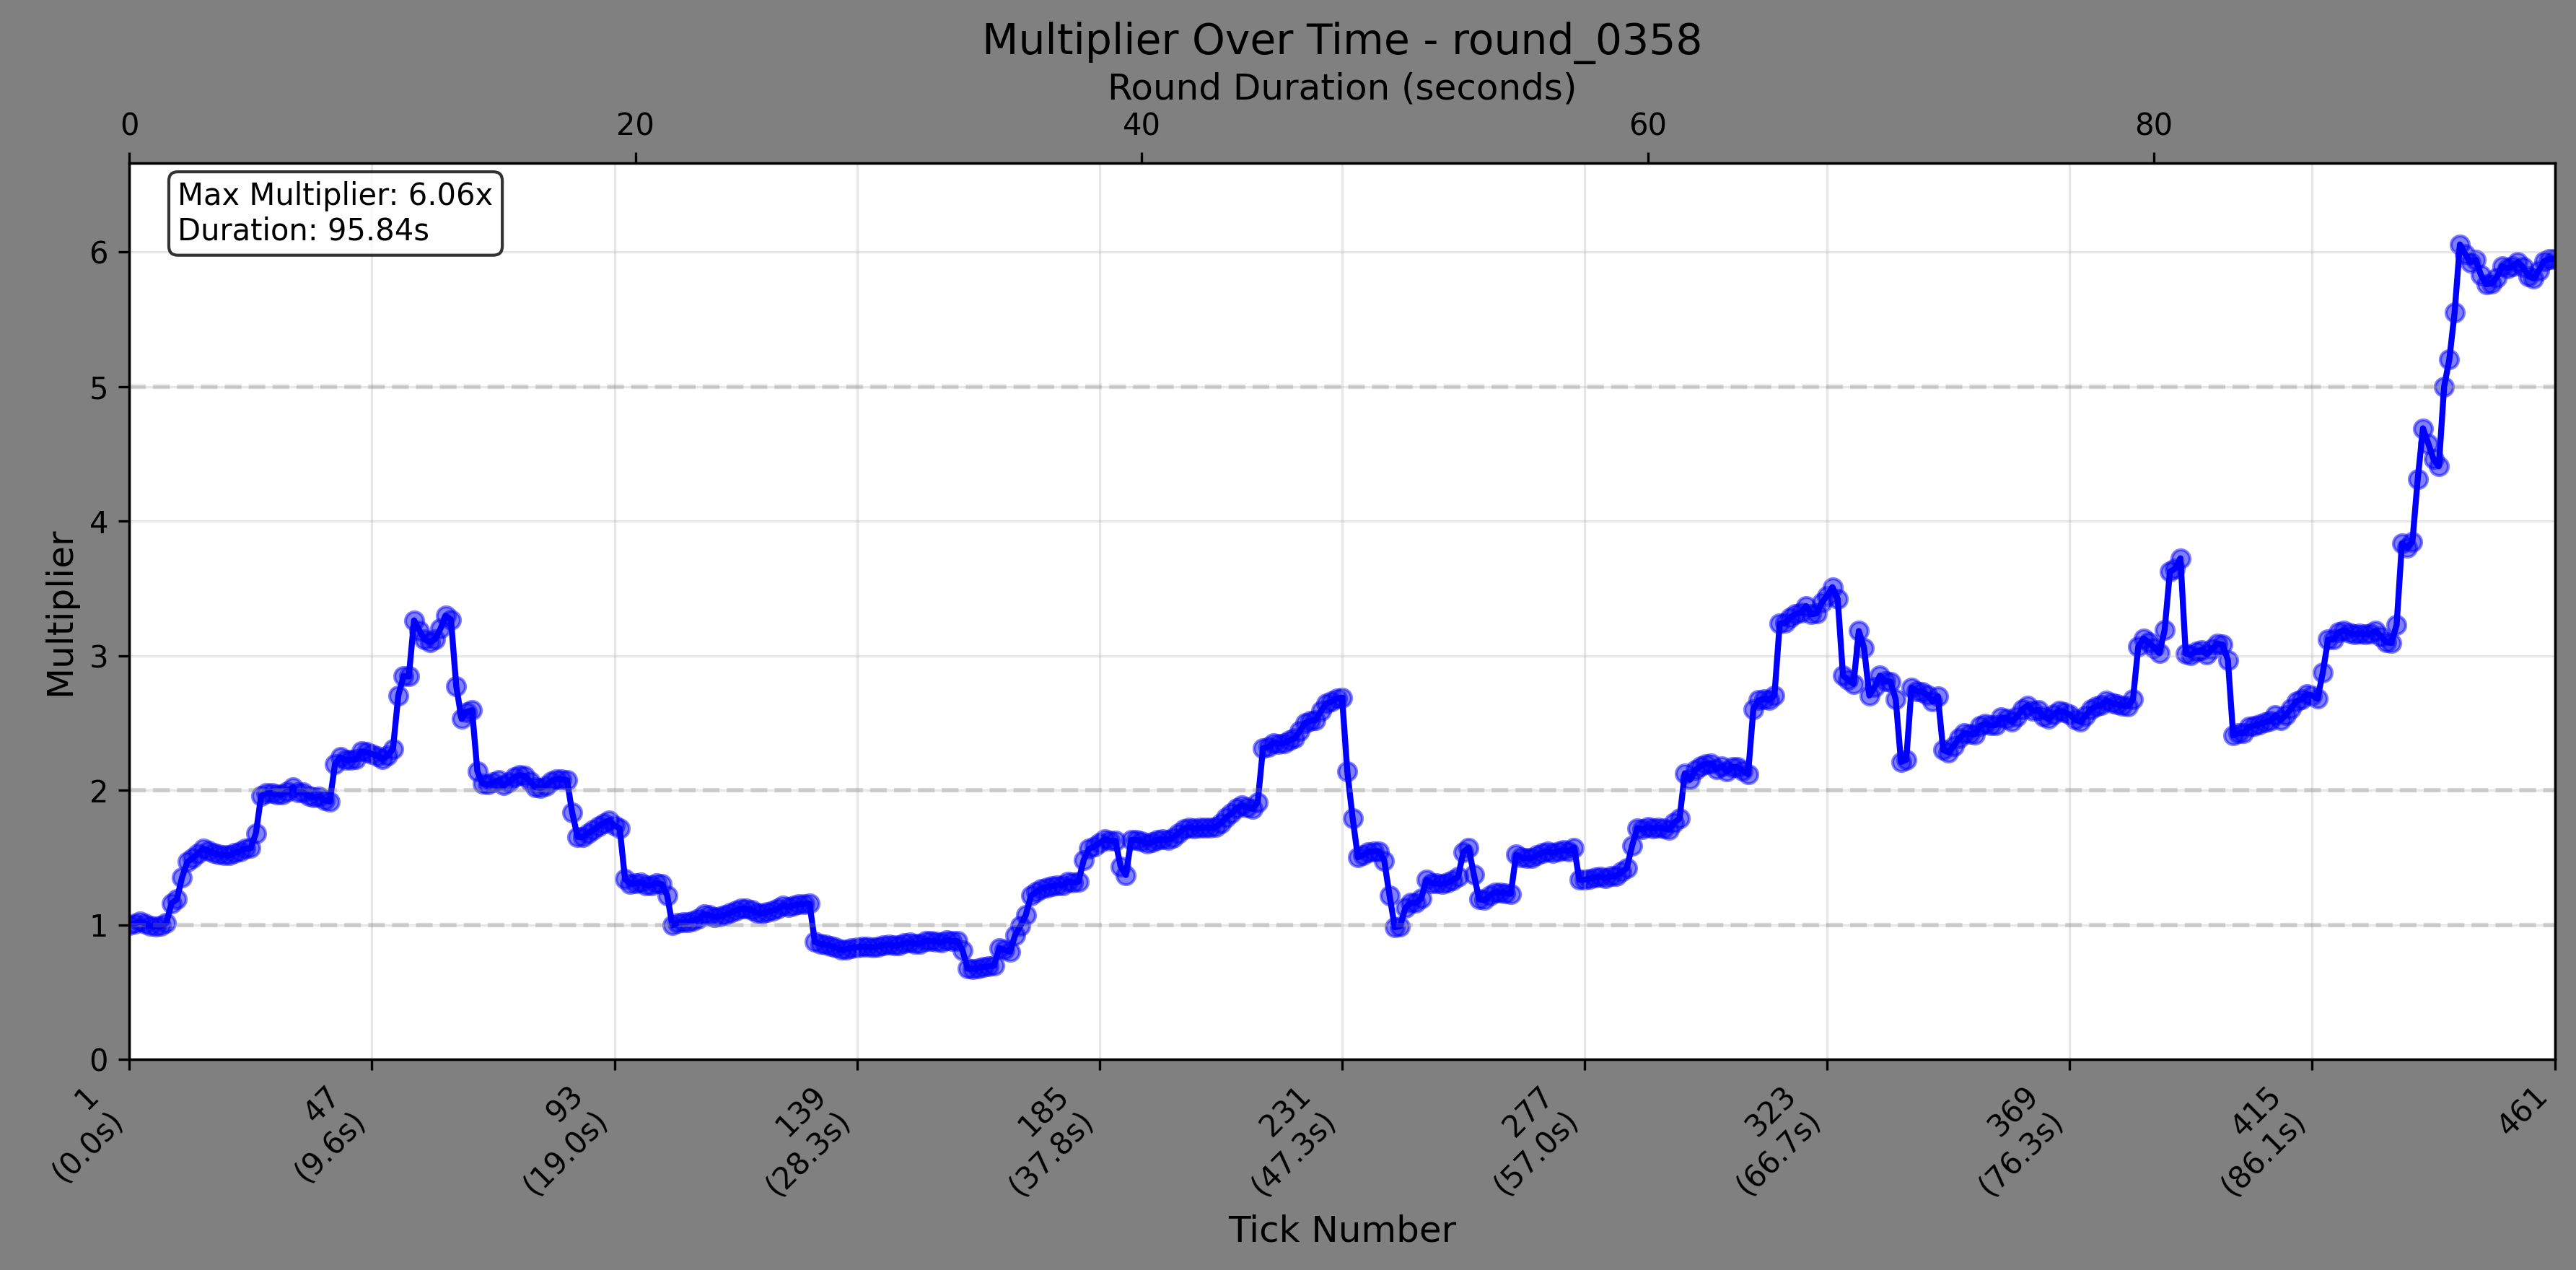 Multiplier Over Time - round_0358
Round Duration (seconds)
0 20 40 60 80
Max Multiplier: 6.06x
Duration: 95.84s
Multiplier
6
5
4
3
2
1
0
1
(0.0s)
47
(9.6s)
93
(19.0s)
139
(28.3s)
185
(37.8s)
231
(47.3s)
277
(57.0s)
323
(66.7s)
369
(76.3s)
415
(86.1s)
461
Tick Number